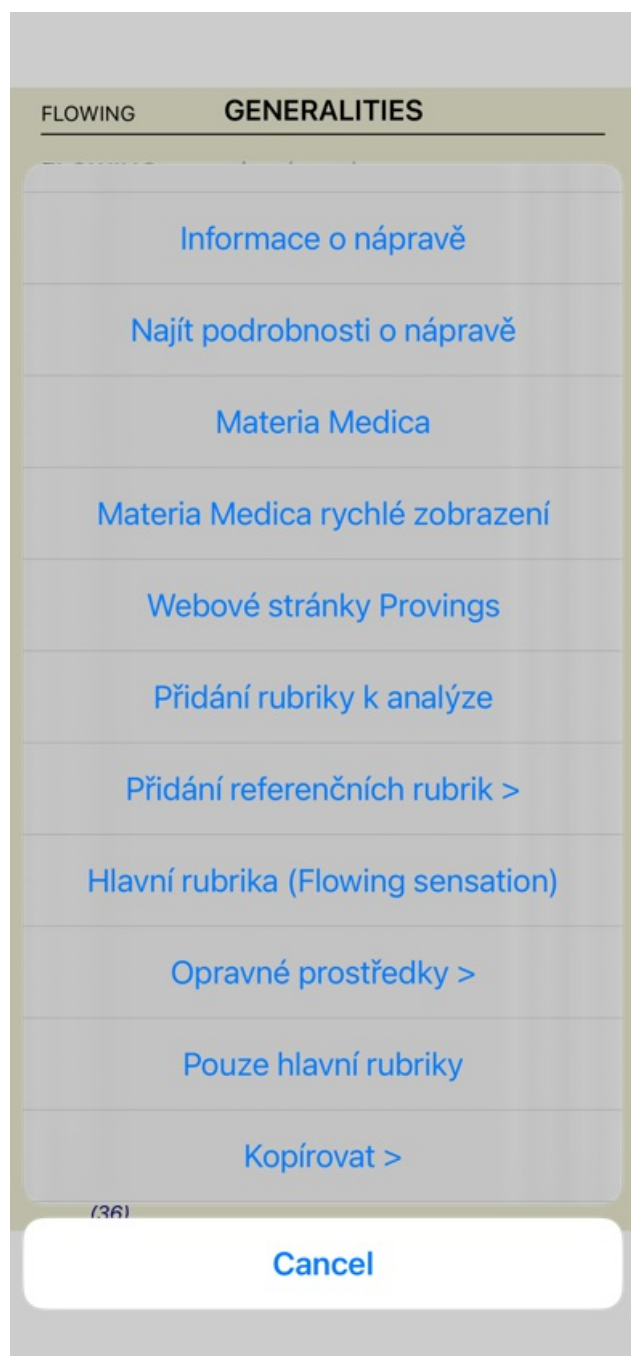 FLOWING GENERALITIES
Informace o nápravě
Najít podrobnosti o nápravě
Materia Medica
Materia Medica rychlé zobrazení
Webové stránky Provings
Přidání rubriky k analýze
Přidání referenčních rubrik >
Hlavní rubrika (Flowing sensation)
Opravné prostředky >
Pouze hlavní rubriky
Kopírovat >
(36)
Cancel